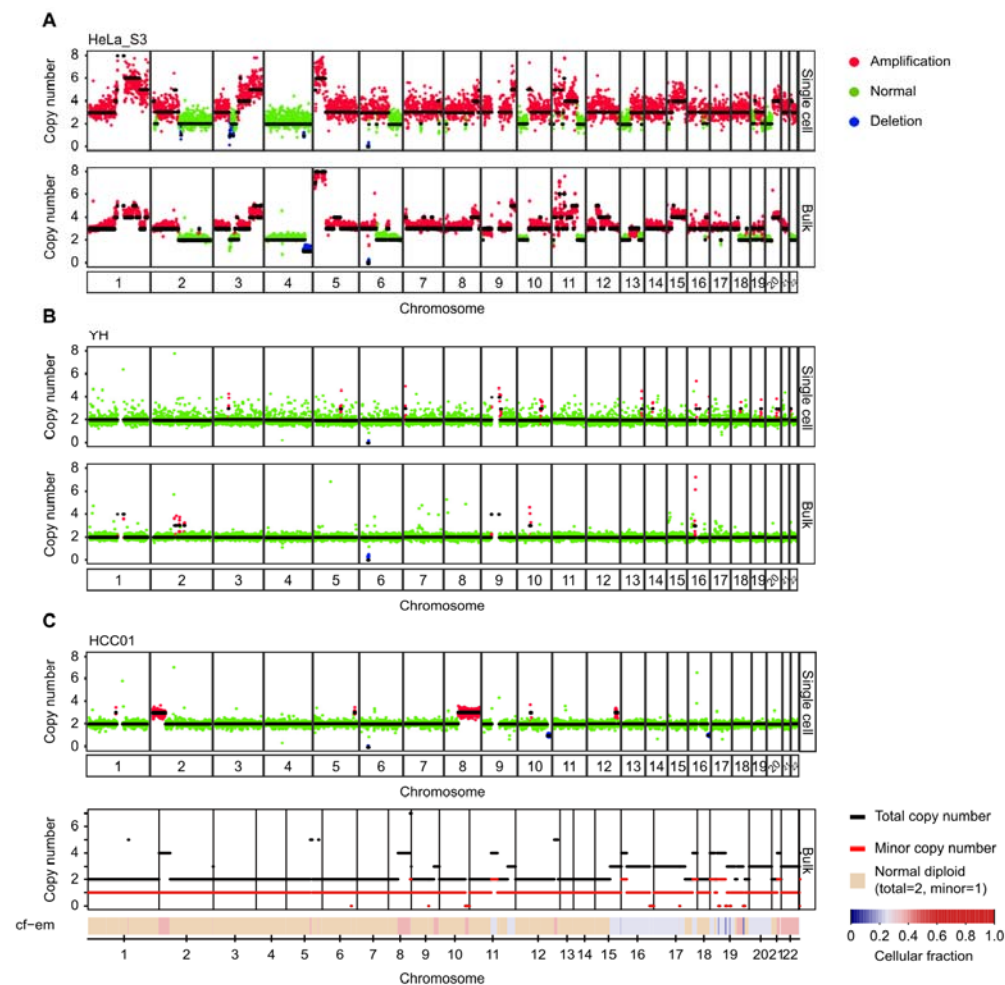 A
HeLa_S3
8
6
4
2
0
Copy number
Single cell
Amplification
Normal
Deletion
8
6
4
2
0
Copy number
Bulk
1 2 3 4 5 6 7 8 9 10 11 12 13 14 15 16 17 18 19 20
Chromosome
B
YH
8
6
4
2
0
Copy number
Single cell
8
6
4
2
0
Copy number
Bulk
1 2 3 4 5 6 7 8 9 10 11 12 13 14 15 16 17 18 19 20
Chromosome
C
HCC01
8
6
4
2
0
Copy number
Single cell
1 2 3 4 5 6 7 8 9 10 11 12 13 14 15 16 17 18 19 20
Chromosome
6
4
2
0
Copy number
Bulk
Total copy number
Minor copy number
Normal diploid
(total=2, minor=1)
cf-em
0 0.2 0.4 0.6 0.8 1.0
Cellular fraction
1 2 3 4 5 6 7 8 9 10 11 12 13 14 16 17 18 19 202122
Chromosome